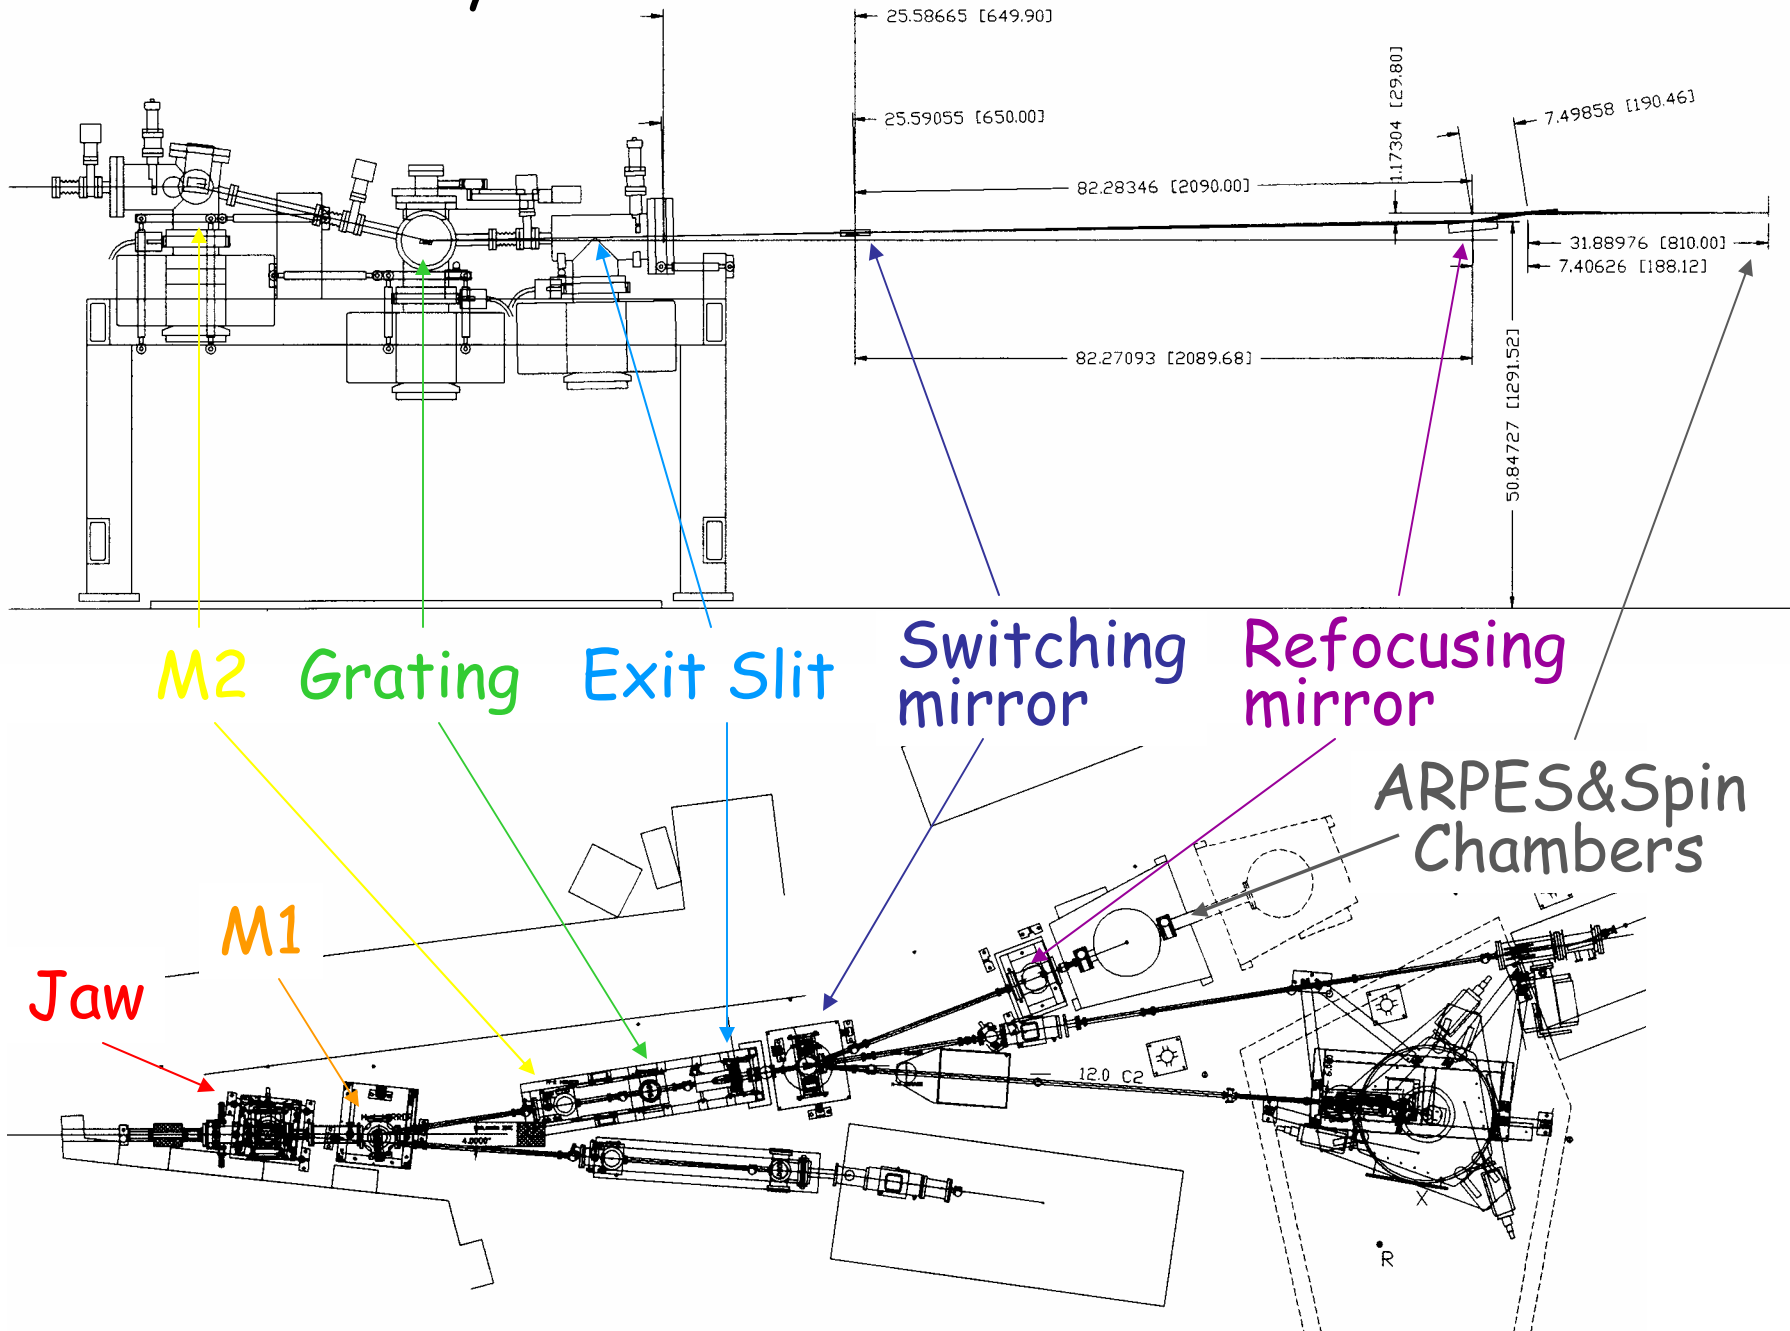 25.58665 [649.90]
25.59055 [650.00]
1.17304 [29.80]
7.49858 [190.46]
82.28346 [2090.00]
31.88976 [810.00]
7.40626 [188.12]
82.27093 [2089.68]
50.84727 [1291.52]
M2
Grating
Exit Slit
Switching
mirror
Refocusing
mirror
ARPES&Spin
Chambers
M1
Jaw
12.0 C2
4.0000"
X
R